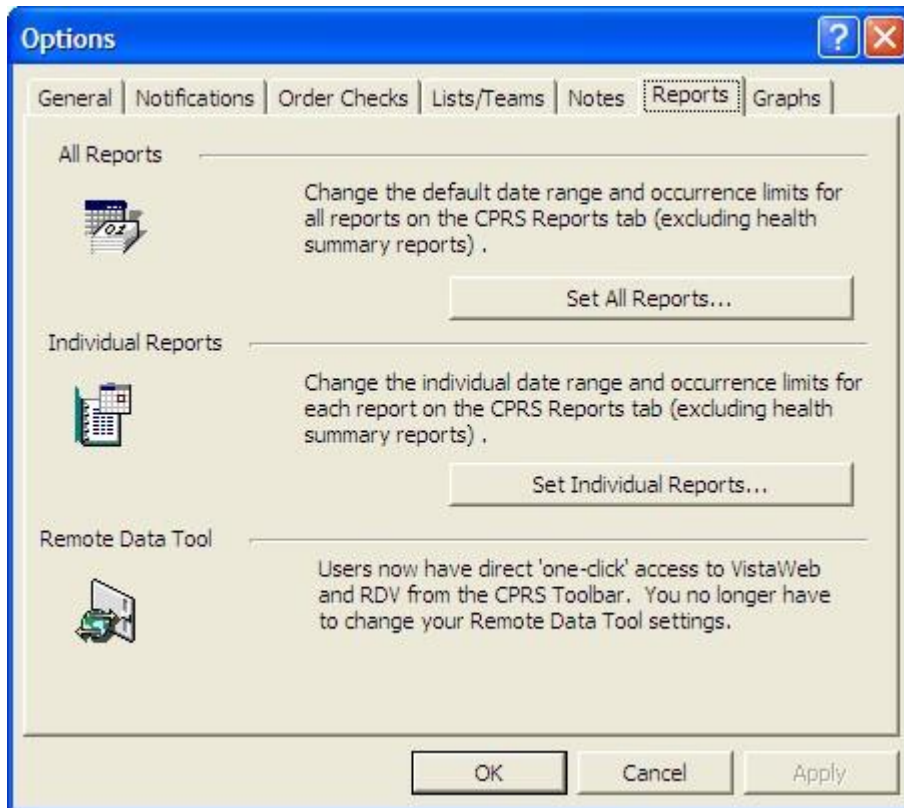 Options
General Notifications Order Checks Lists/Teams Notes Reports Graphs
All Reports
Change the default date range and occurrence limits for
all reports on the CPRS Reports tab (excluding health
summary reports) .
Set All Reports...
Individual Reports
Change the individual date range and occurrence limits for
each report on the CPRS Reports tab (excluding health
summary reports) .
Set Individual Reports...
Remote Data Tool
Users now have direct 'one-click' access to VistaWeb
and RDV from the CPRS Toolbar.  You no longer have
to change your Remote Data Tool settings.
OK Cancel Apply